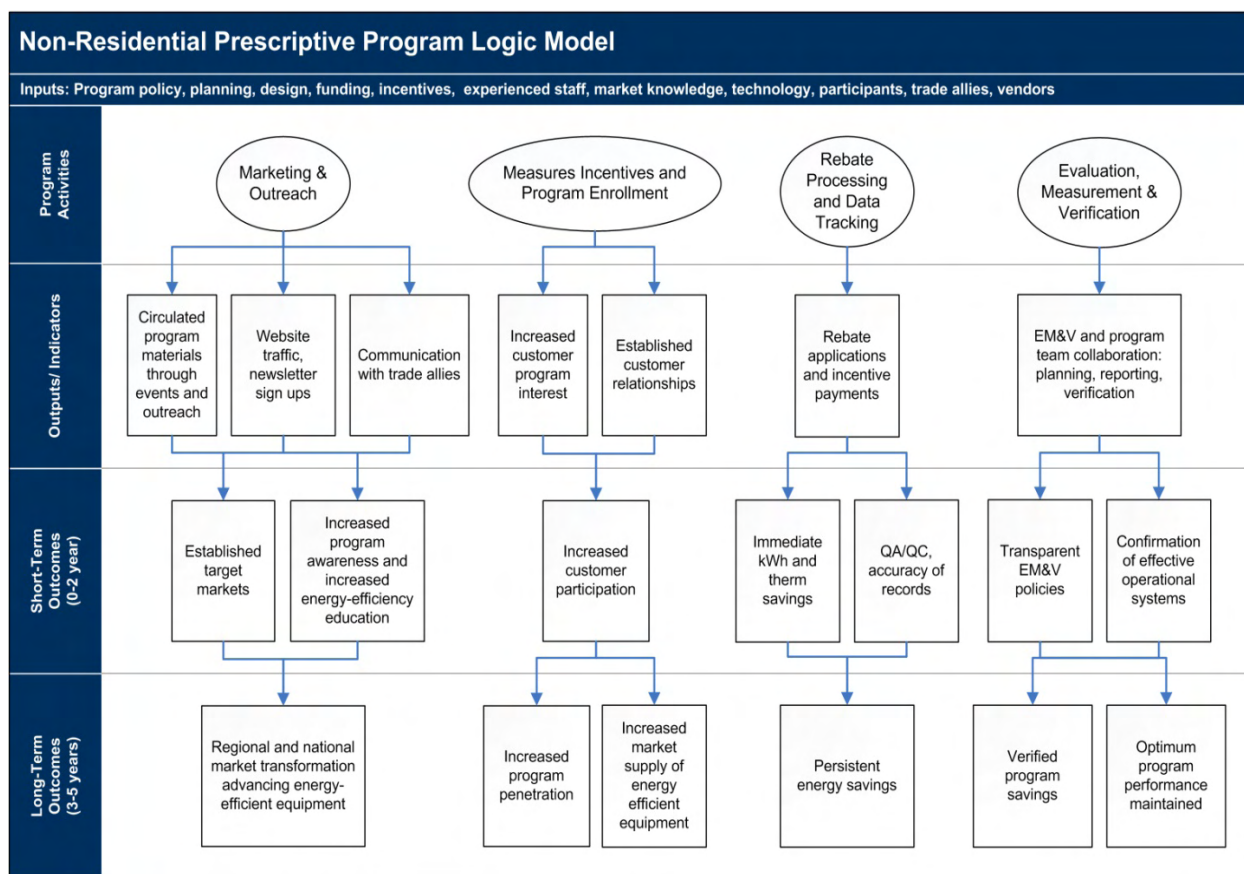 Non-Residential Prescriptive Program Logic Model
Inputs: Program policy, planning, design, funding, incentives, experienced staff, market knowledge, technology, participants, trade allies, vendors
Program
Activities
Marketing &
Outreach
Measures Incentives and
Program Enrollment
Rebate
Processing
and Data
Tracking
Evaluation,
Measurement &
Verification
Outputs/ Indicators
Circulated
program
materials
through
events and
outreach
Website
traffic,
newsletter
sign ups
Communication
with trade allies
Increased
customer
program
interest
Established
customer
relationships
Rebate
applications
and incentive
payments
EM&V and program
team collaboration:
planning, reporting,
verification
Short-Term
Outcomes
(0-2 year)
Established
target
markets
Increased
program
awareness and
increased
energy-efficiency
education
Increased
customer
participation
Immediate
kWh and
therm
savings
QA/QC,
accuracy of
records
Transparent
EM&V
policies
Confirmation
of effective
operational
systems
Long-Term
Outcomes
(3-5 years)
Regional and national
market transformation
advancing energy-
efficient equipment
Increased
program
penetration
Increased
market
supply of
energy
efficient
equipment
Persistent
energy savings
Verified
program
savings
Optimum
program
performance
maintained